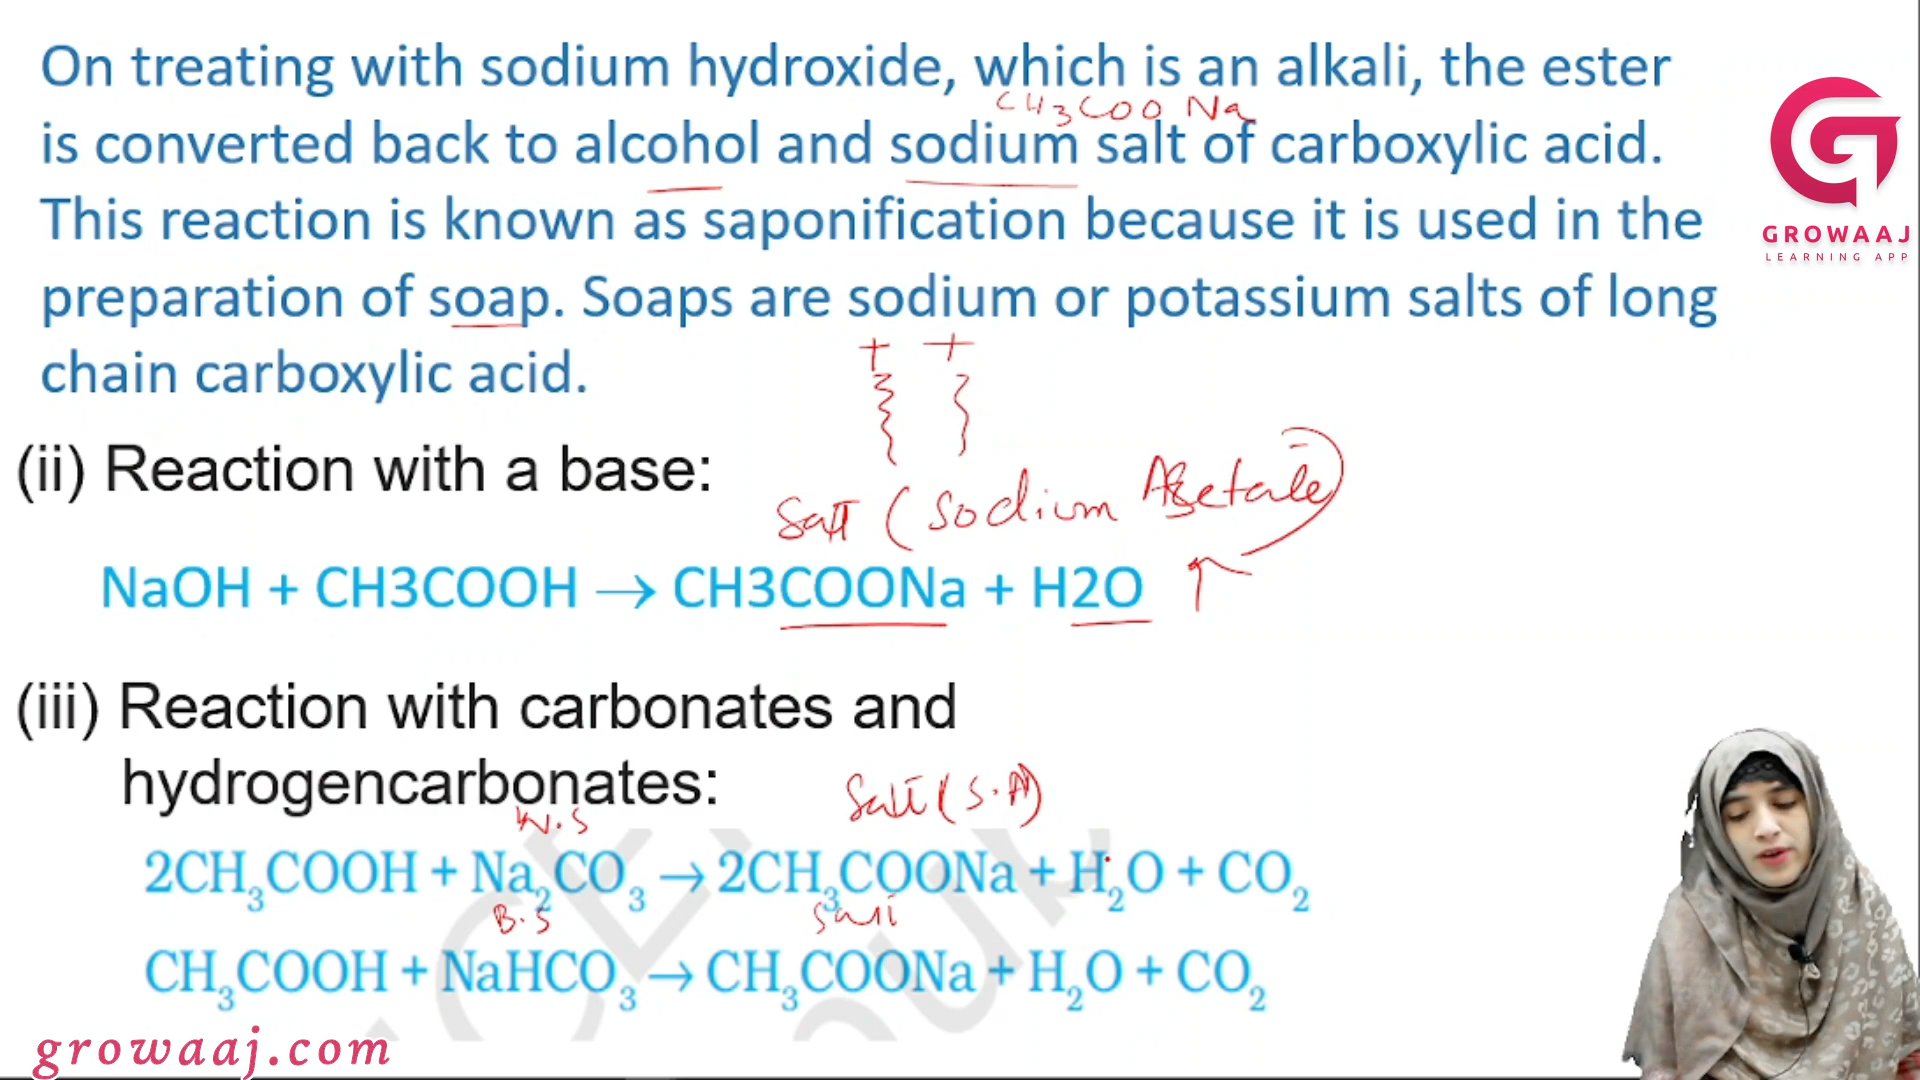 On treating with sodium hydroxide, which is an alkali, the ester
CH3COO Na
is converted back to alcohol and sodium salt of carboxylic acid.
This reaction is known as saponification because it is used in the
preparation of soap. Soaps are sodium or potassium salts of long
chain carboxylic acid.
GROWAAJ
LEARNING APP
(ii) Reaction with a base:
Salt (Sodium Acetate)
NaOH + CH3COOH → CH3COONa + H2O
(iii) Reaction with carbonates and
hydrogencarbonates:
W.S
Salt (S.A)
2CH₃COOH + Na₂CO₃ → 2CH₃COONa + H₂O + CO₂
B.S
Salt
CH₃COOH + NaHCO₃ → CH₃COONa + H₂O + CO₂
growaaj.com